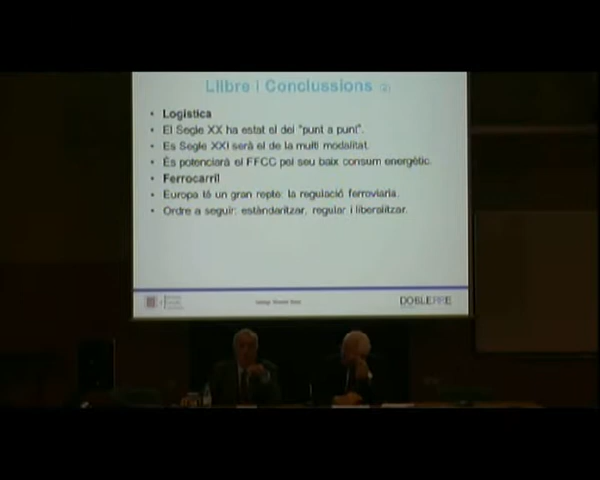 Llibre i Conclussions (2)
• Logística
• El Segle XX ha estat el del "punt a punt".
• Es Segle XXI serà el de la multi modalitat.
• És potenciarà el FFCC pel seu baix consum energètic.
• Ferrocarril
• Europa té un gran repte: la regulació ferroviaria.
• Ordre a seguir: estàndaritzar, regular i liberalitzar.
DOBLERRE